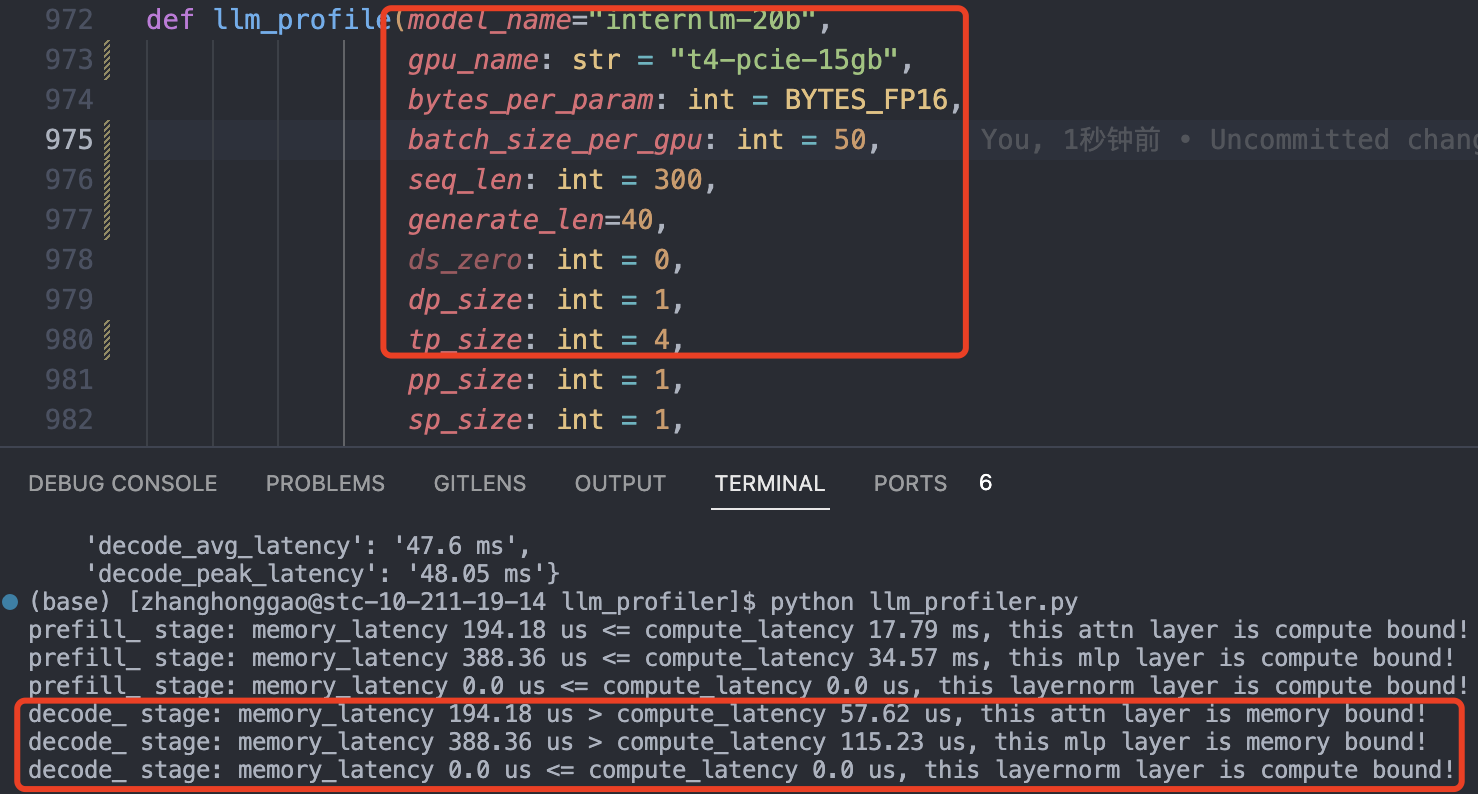 972 def llm_profile(model_name="internlm-20b",
973 gpu_name: str = "t4-pcie-15gb",
974 bytes_per_param: int = BYTES_FP16,
975 batch_size_per_gpu: int = 50, You, 1秒钟前 • Uncommitted chang
976 seq_len: int = 300,
977 generate_len=40,
978 ds_zero: int = 0,
979 dp_size: int = 1,
980 tp_size: int = 4,
981 pp_size: int = 1,
982 sp_size: int = 1,
DEBUG CONSOLE PROBLEMS GITLENS OUTPUT TERMINAL PORTS 6
'decode_avg_latency': '47.6 ms',
'decode_peak_latency': '48.05 ms'}
(base) [zhanghonggao@stc-10-211-19-14 llm_profiler]$ python llm_profiler.py
prefill_ stage: memory_latency 194.18 us <= compute_latency 17.79 ms, this attn layer is compute bound!
prefill_ stage: memory_latency 388.36 us <= compute_latency 34.57 ms, this mlp layer is compute bound!
prefill_ stage: memory_latency 0.0 us <= compute_latency 0.0 us, this layernorm layer is compute bound!
decode_ stage: memory_latency 194.18 us > compute_latency 57.62 us, this attn layer is memory bound!
decode_ stage: memory_latency 388.36 us > compute_latency 115.23 us, this mlp layer is memory bound!
decode_ stage: memory_latency 0.0 us <= compute_latency 0.0 us, this layernorm layer is compute bound!